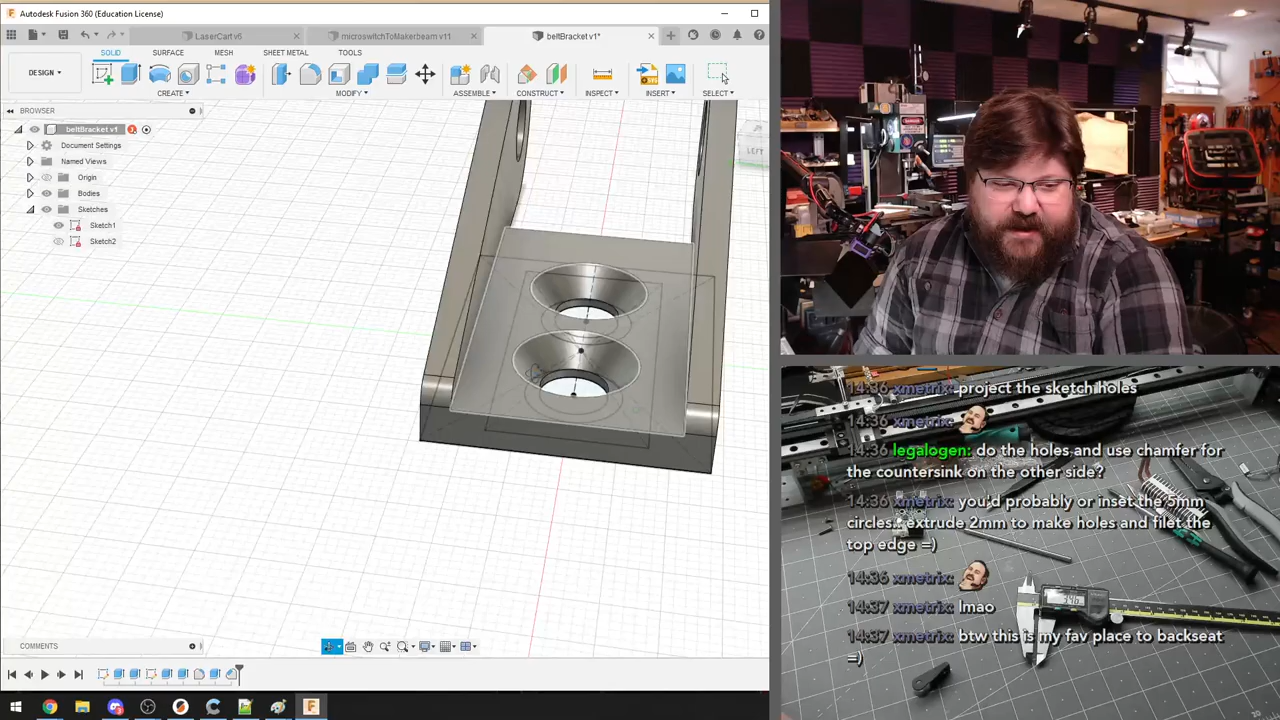 Autodesk Fusion 360 (Education License)
LaserCart v6
microswitchToMakerbeam v11
beltBracket v1*
SOLID
SURFACE
MESH
SHEET METAL
TOOLS
DESIGN
CREATE
MODIFY
ASSEMBLE
CONSTRUCT
INSPECT
INSERT
SELECT
BROWSER
beltBracket v1
Document Settings
Named Views
Origin
Bodies
Sketches
Sketch1
Sketch2
LEFT
COMMENTS
14:36 xmetrix: project the sketch holes
14:36 xmetrix:
14:36 legalogen: do the holes and use chamfer for
the countersink on the other side?
14:36 xmetrix: you'd probably or inset the 5mm
circles.. extrude 2mm to make holes and filet the
top edge =)
14:36 xmetrix:
14:37 xmetrix: lmao
14:37 xmetrix: btw this is my fav place to backseat
=)